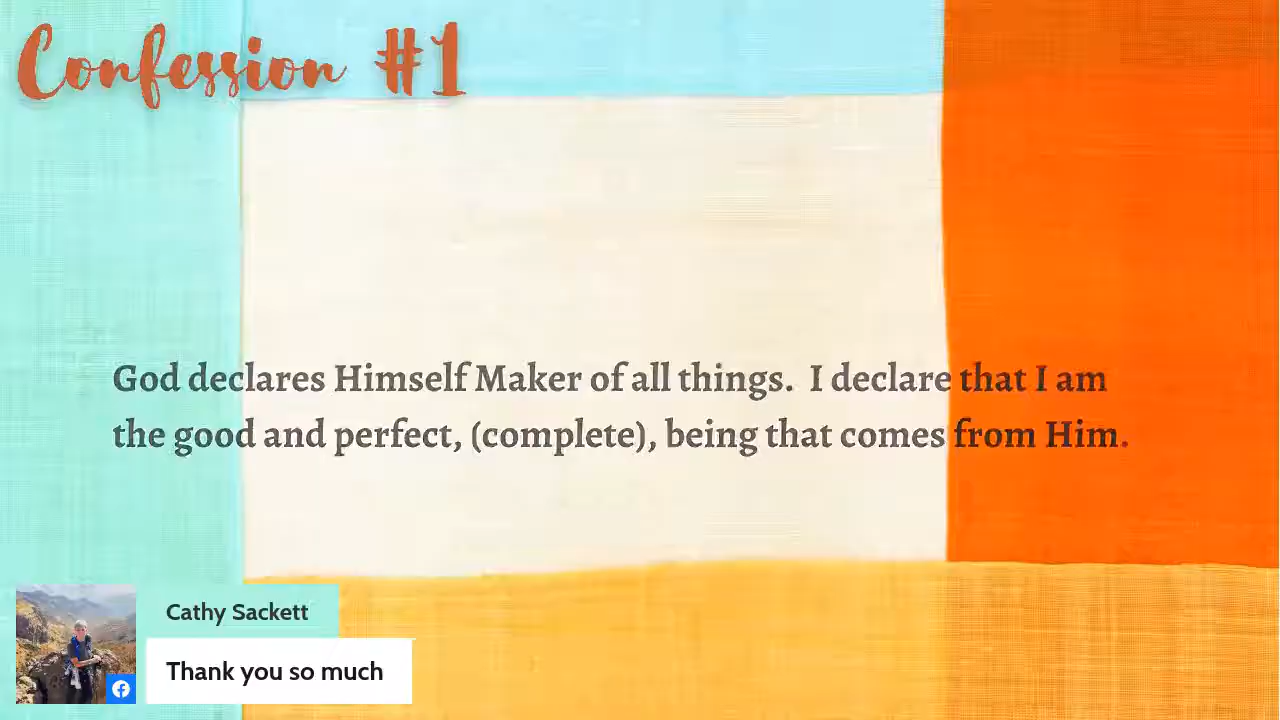 Confession #1
God declares Himself Maker of all things.  I declare that I am
the good and perfect, (complete), being that comes from Him.
Cathy Sackett
Thank you so much